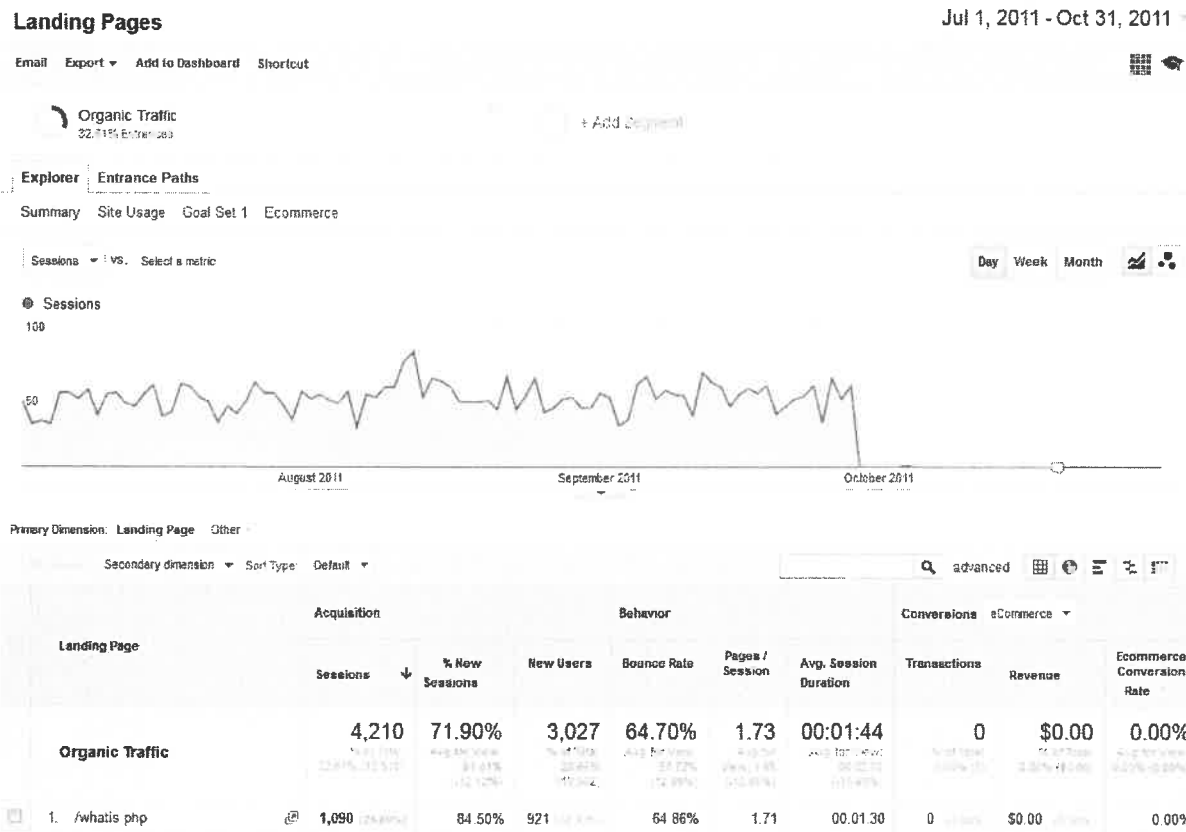 Landing Pages
Jul 1, 2011 - Oct 31, 2011
Email Export Add to Dashboard Shortcut
Organic Traffic
+ Add Segment
Explorer Entrance Paths
Summary Site Usage Goal Set 1 Ecommerce
Sessions VS. Select a metric
Day Week Month
Sessions
100
50
August 2011 September 2011 October 2011
Primary Dimension: Landing Page Other
Secondary dimension Sort Type: Default
advanced
Acquisition Behavior Conversions eCommerce
Landing Page
Sessions % New Sessions New Users Bounce Rate Pages / Session Avg. Session Duration Transactions Revenue Ecommerce Conversion Rate
Organic Traffic
4,210 71.90% 3,027 64.70% 1.73 00:01:44 0 $0.00 0.00%
1. /whatis php 1,090 84.50% 921 64 86% 1.71 00.01.30 0 $0.00 0.00%